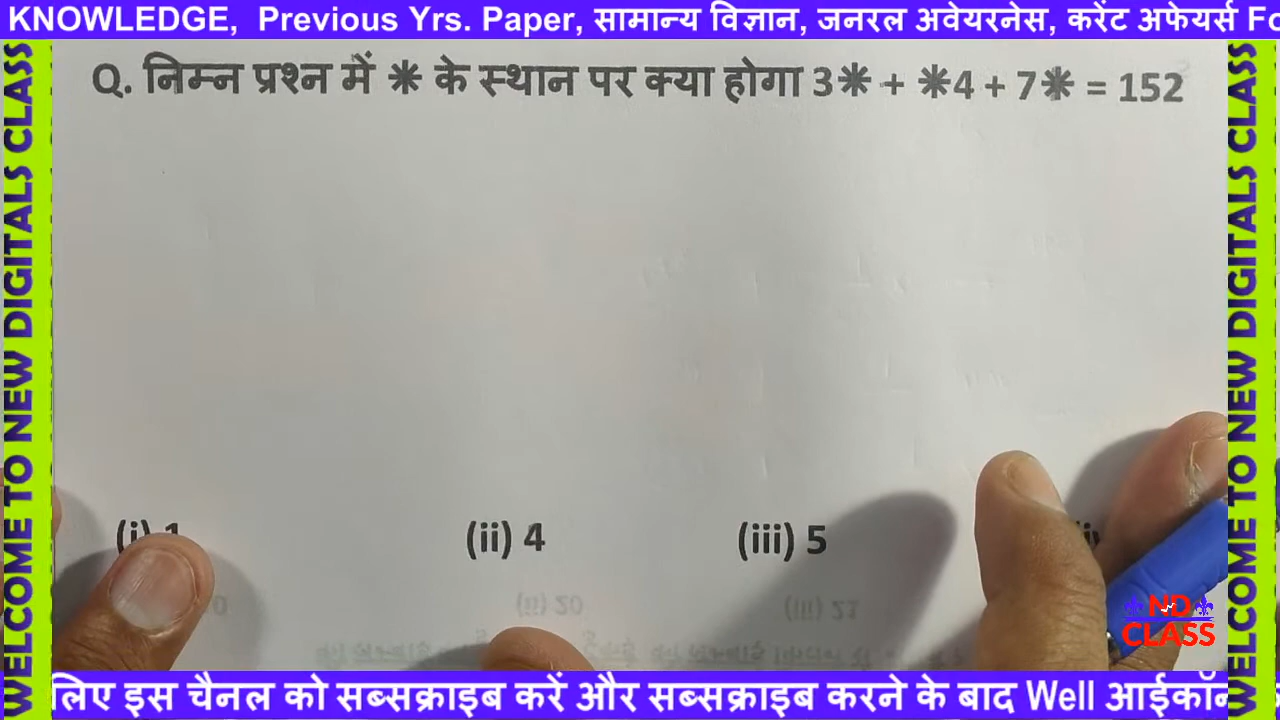 KNOWLEDGE, Previous Yrs. Paper, सामान्य विज्ञान, जनरल अवेयरनेस, करेंट अफेयर्स Fo
WELCOME TO NEW DIGITALS CLASS
Q. निम्न प्रश्न में * के स्थान पर क्या होगा 3* + *4 + 7* = 152
(i) 1 (ii) 4 (iii) 5
ND
CLASS
WELCOME TO NEW DIGITALS CLASS
लिए इस चैनल को सब्सक्राइब करें और सब्सक्राइब करने के बाद Well आईकॉन